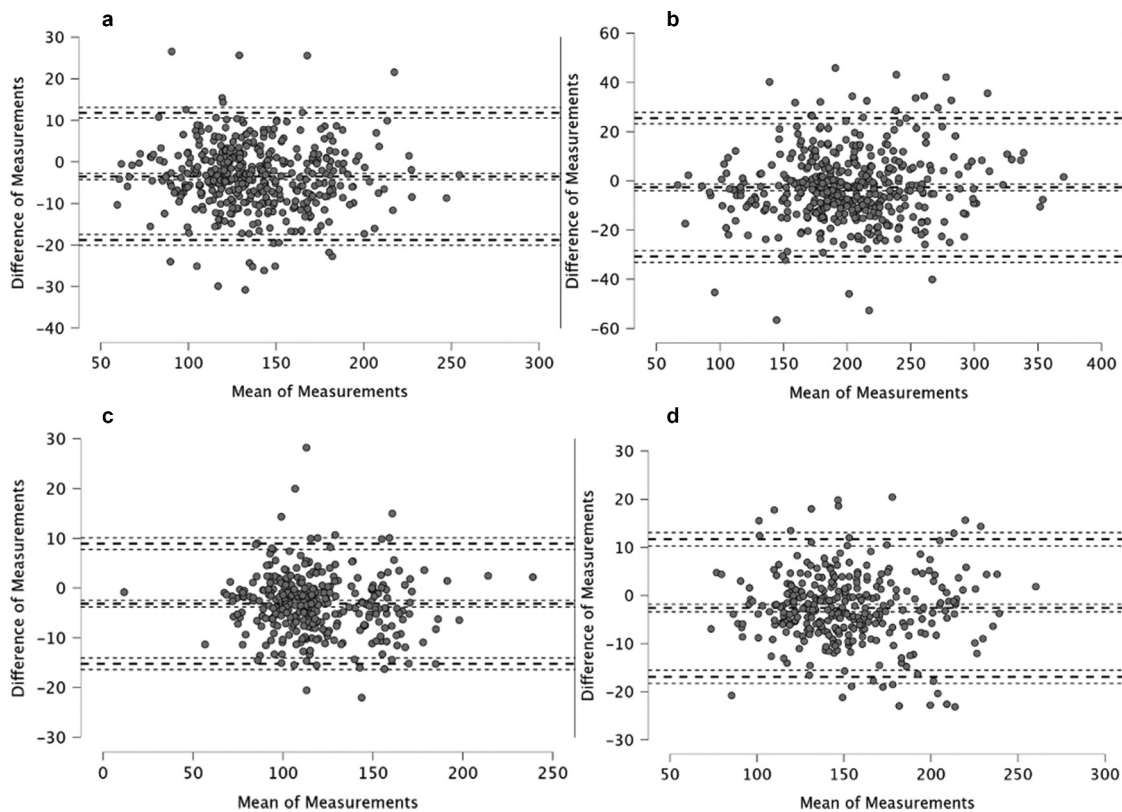 a
30
20
10
0
−10
−20
−30
−40
Difference of Measurements
50 100 150 200 250 300
Mean of Measurements
b
60
40
20
0
−20
−40
−60
Difference of Measurements
50 100 150 200 250 300 350 400
Mean of Measurements
c
30
20
10
0
−10
−20
−30
Difference of Measurements
0 50 100 150 200 250
Mean of Measurements
d
30
20
10
0
−10
−20
−30
Difference of Measurements
50 100 150 200 250 300
Mean of Measurements